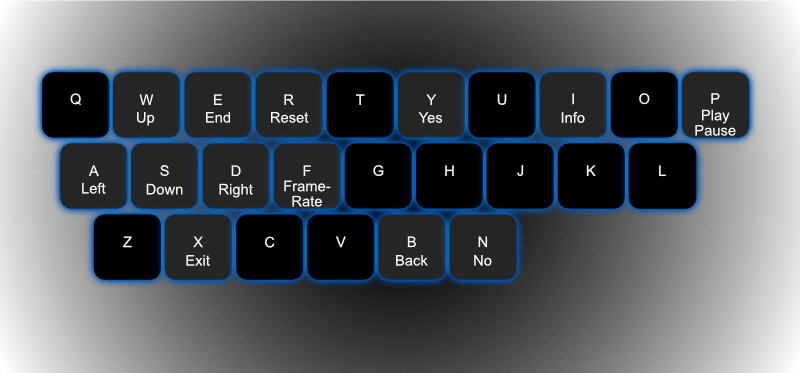 Q W E R T Y U I O P
Up End Reset Yes Info Play
Pause
A S D F G H J K L
Left Down Right Frame-
Rate
Z X C V B N
Exit Back No